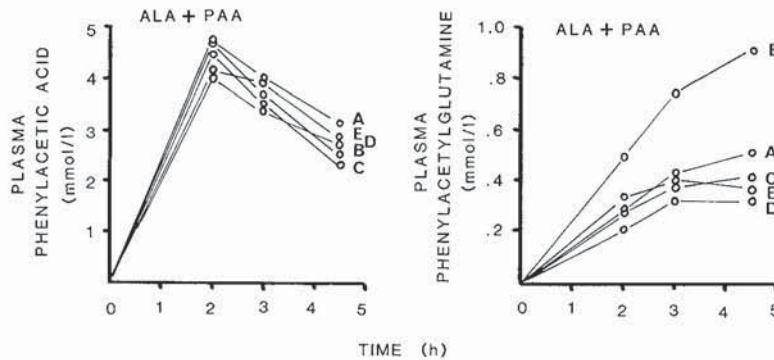 ALA + PAA
PLASMA
PHENYLACETIC ACID
(mmol/l)
5
4
3
2
1
A
E
D
B
C
0 1 2 3 4 5
ALA + PAA
PLASMA
PHENYLACETYLGLUTAMINE
(mmol/l)
1.0
.8
.6
.4
.2
A
C
D
0 1 2 3 4 5
TIME (h)